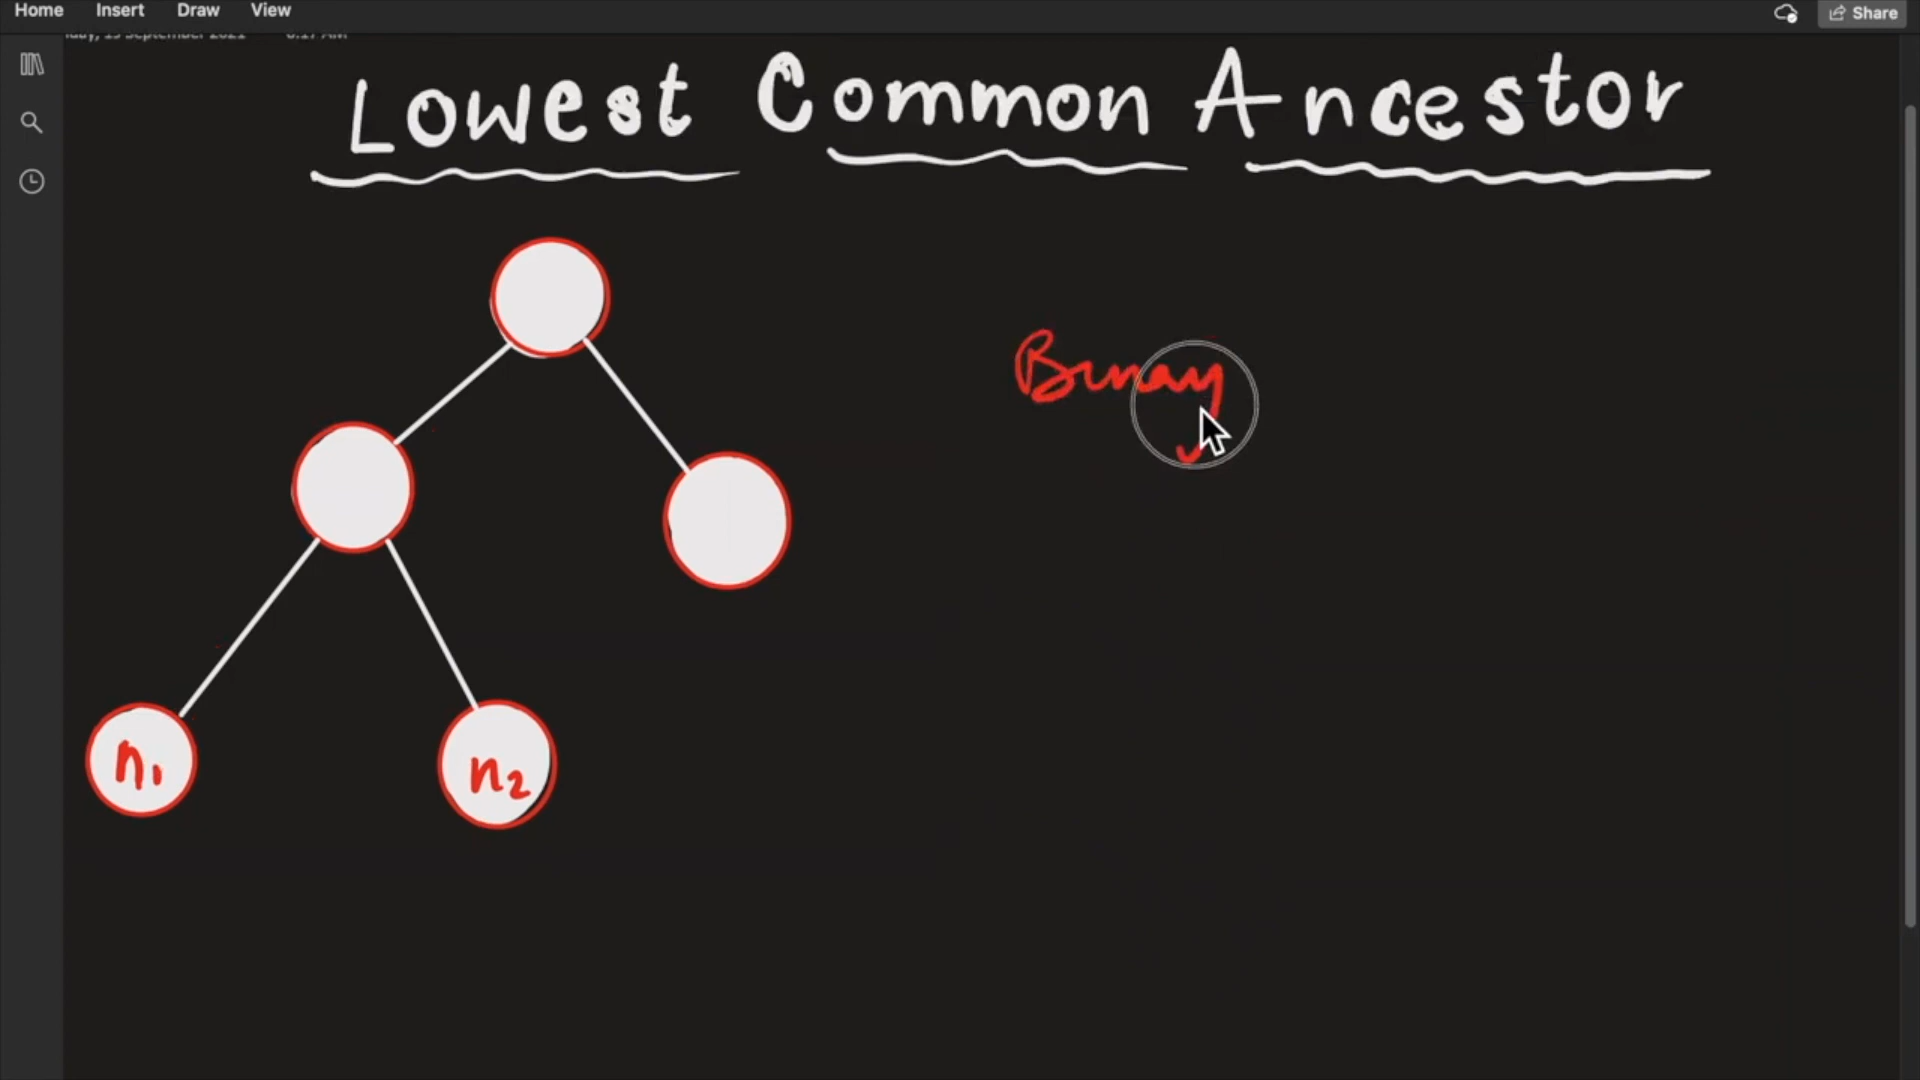 Home Insert Draw View Share
Lowest Common Ancestor
Binary
n1
n2